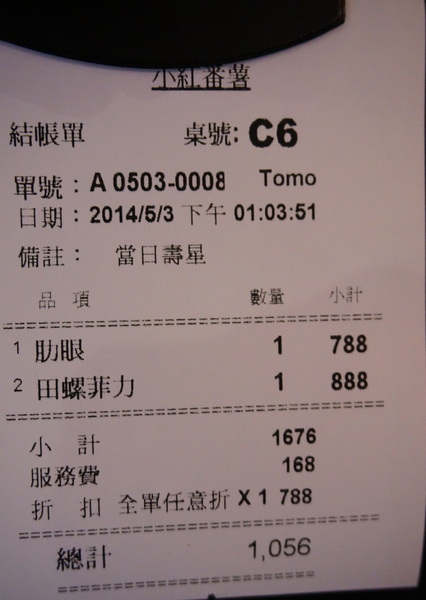 小紅番薯
結帳單 桌號: C6
單號: A 0503-0008 Tomo
日期: 2014/5/3 下午 01:03:51
備註: 當日壽星
品 項 數量 小計
1 肋眼 1 788
2 田螺菲力 1 888
小 計 1676
服務費 168
折 扣 全單任意折 X 1 788
總計 1,056